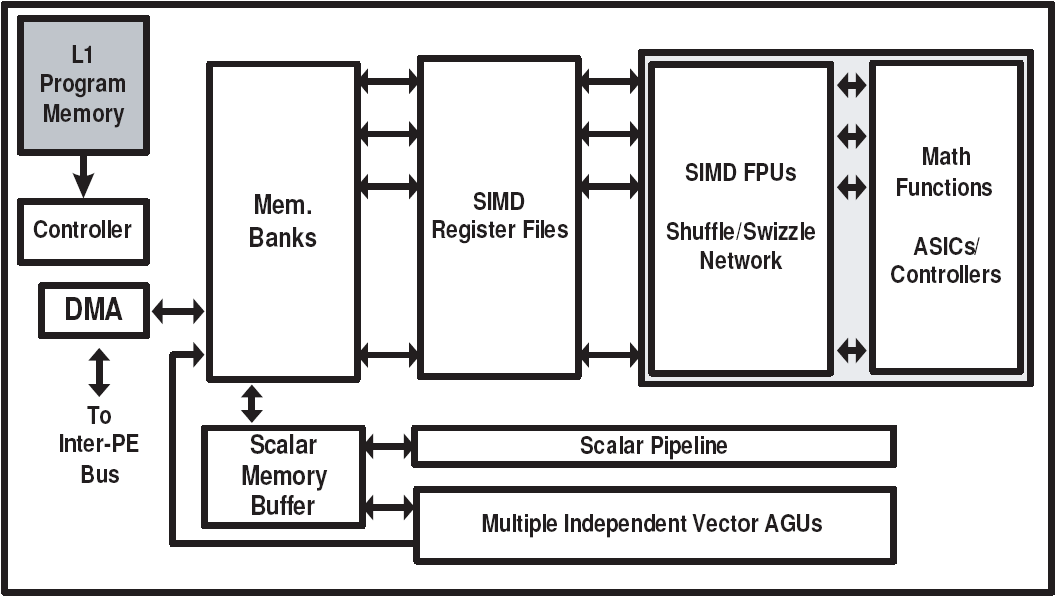 L1
Program
Memory
Controller
DMA
To
Inter-PE
Bus
Mem.
Banks
SIMD
Register Files
SIMD FPUs
Shuffle/Swizzle
Network
Math
Functions
ASICs/
Controllers
Scalar
Memory
Buffer
Scalar Pipeline
Multiple Independent Vector AGUs